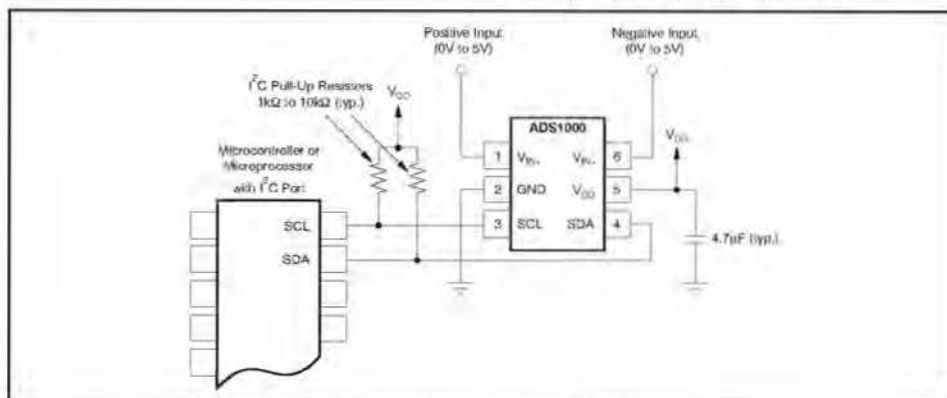 Positive Input
(0V to 5V)
Negative Input
(0V to 5V)
I²C Pull-Up Resistors
1kΩ to 10kΩ (typ.)
VDD
Microcontroller or
Microprocessor
with I²C Port
SCL
SDA
ADS1000
1 VIN+
VIN- 6
2 GND
VDD 5
3 SCL
SDA 4
VDD
4.7µF (typ.)